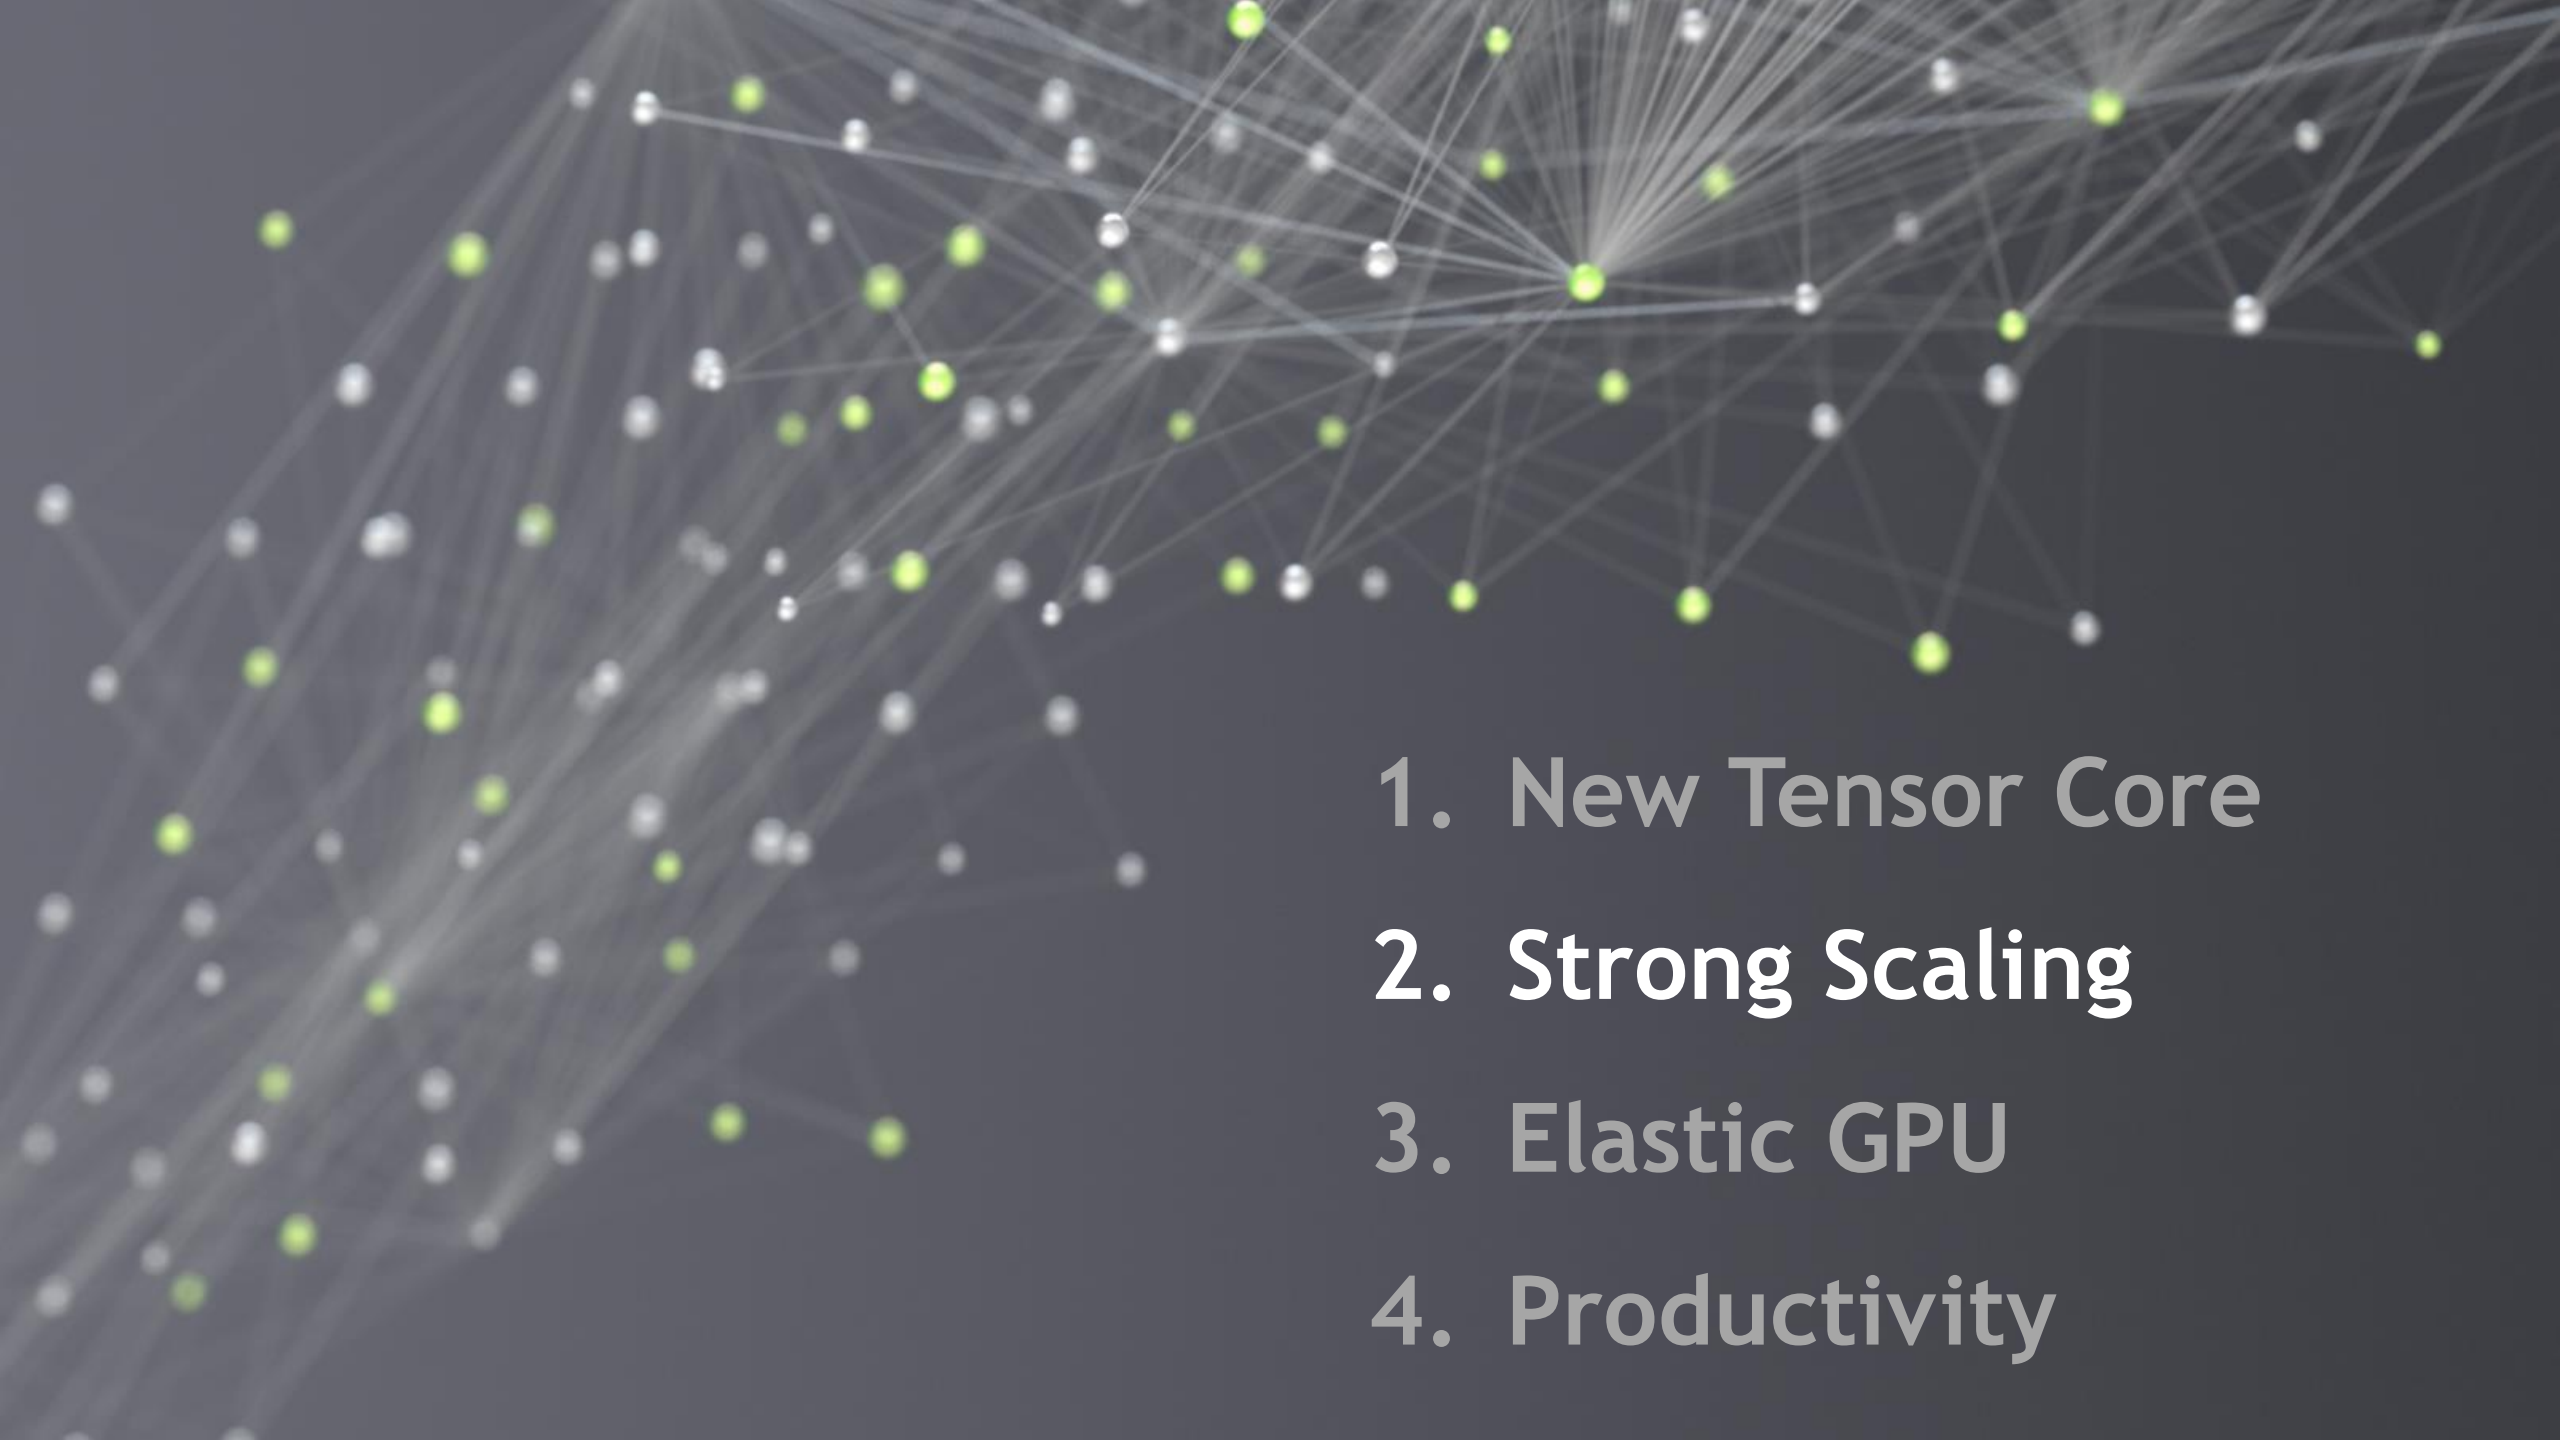 1. New Tensor Core
2. Strong Scaling
3. Elastic GPU
4. Productivity